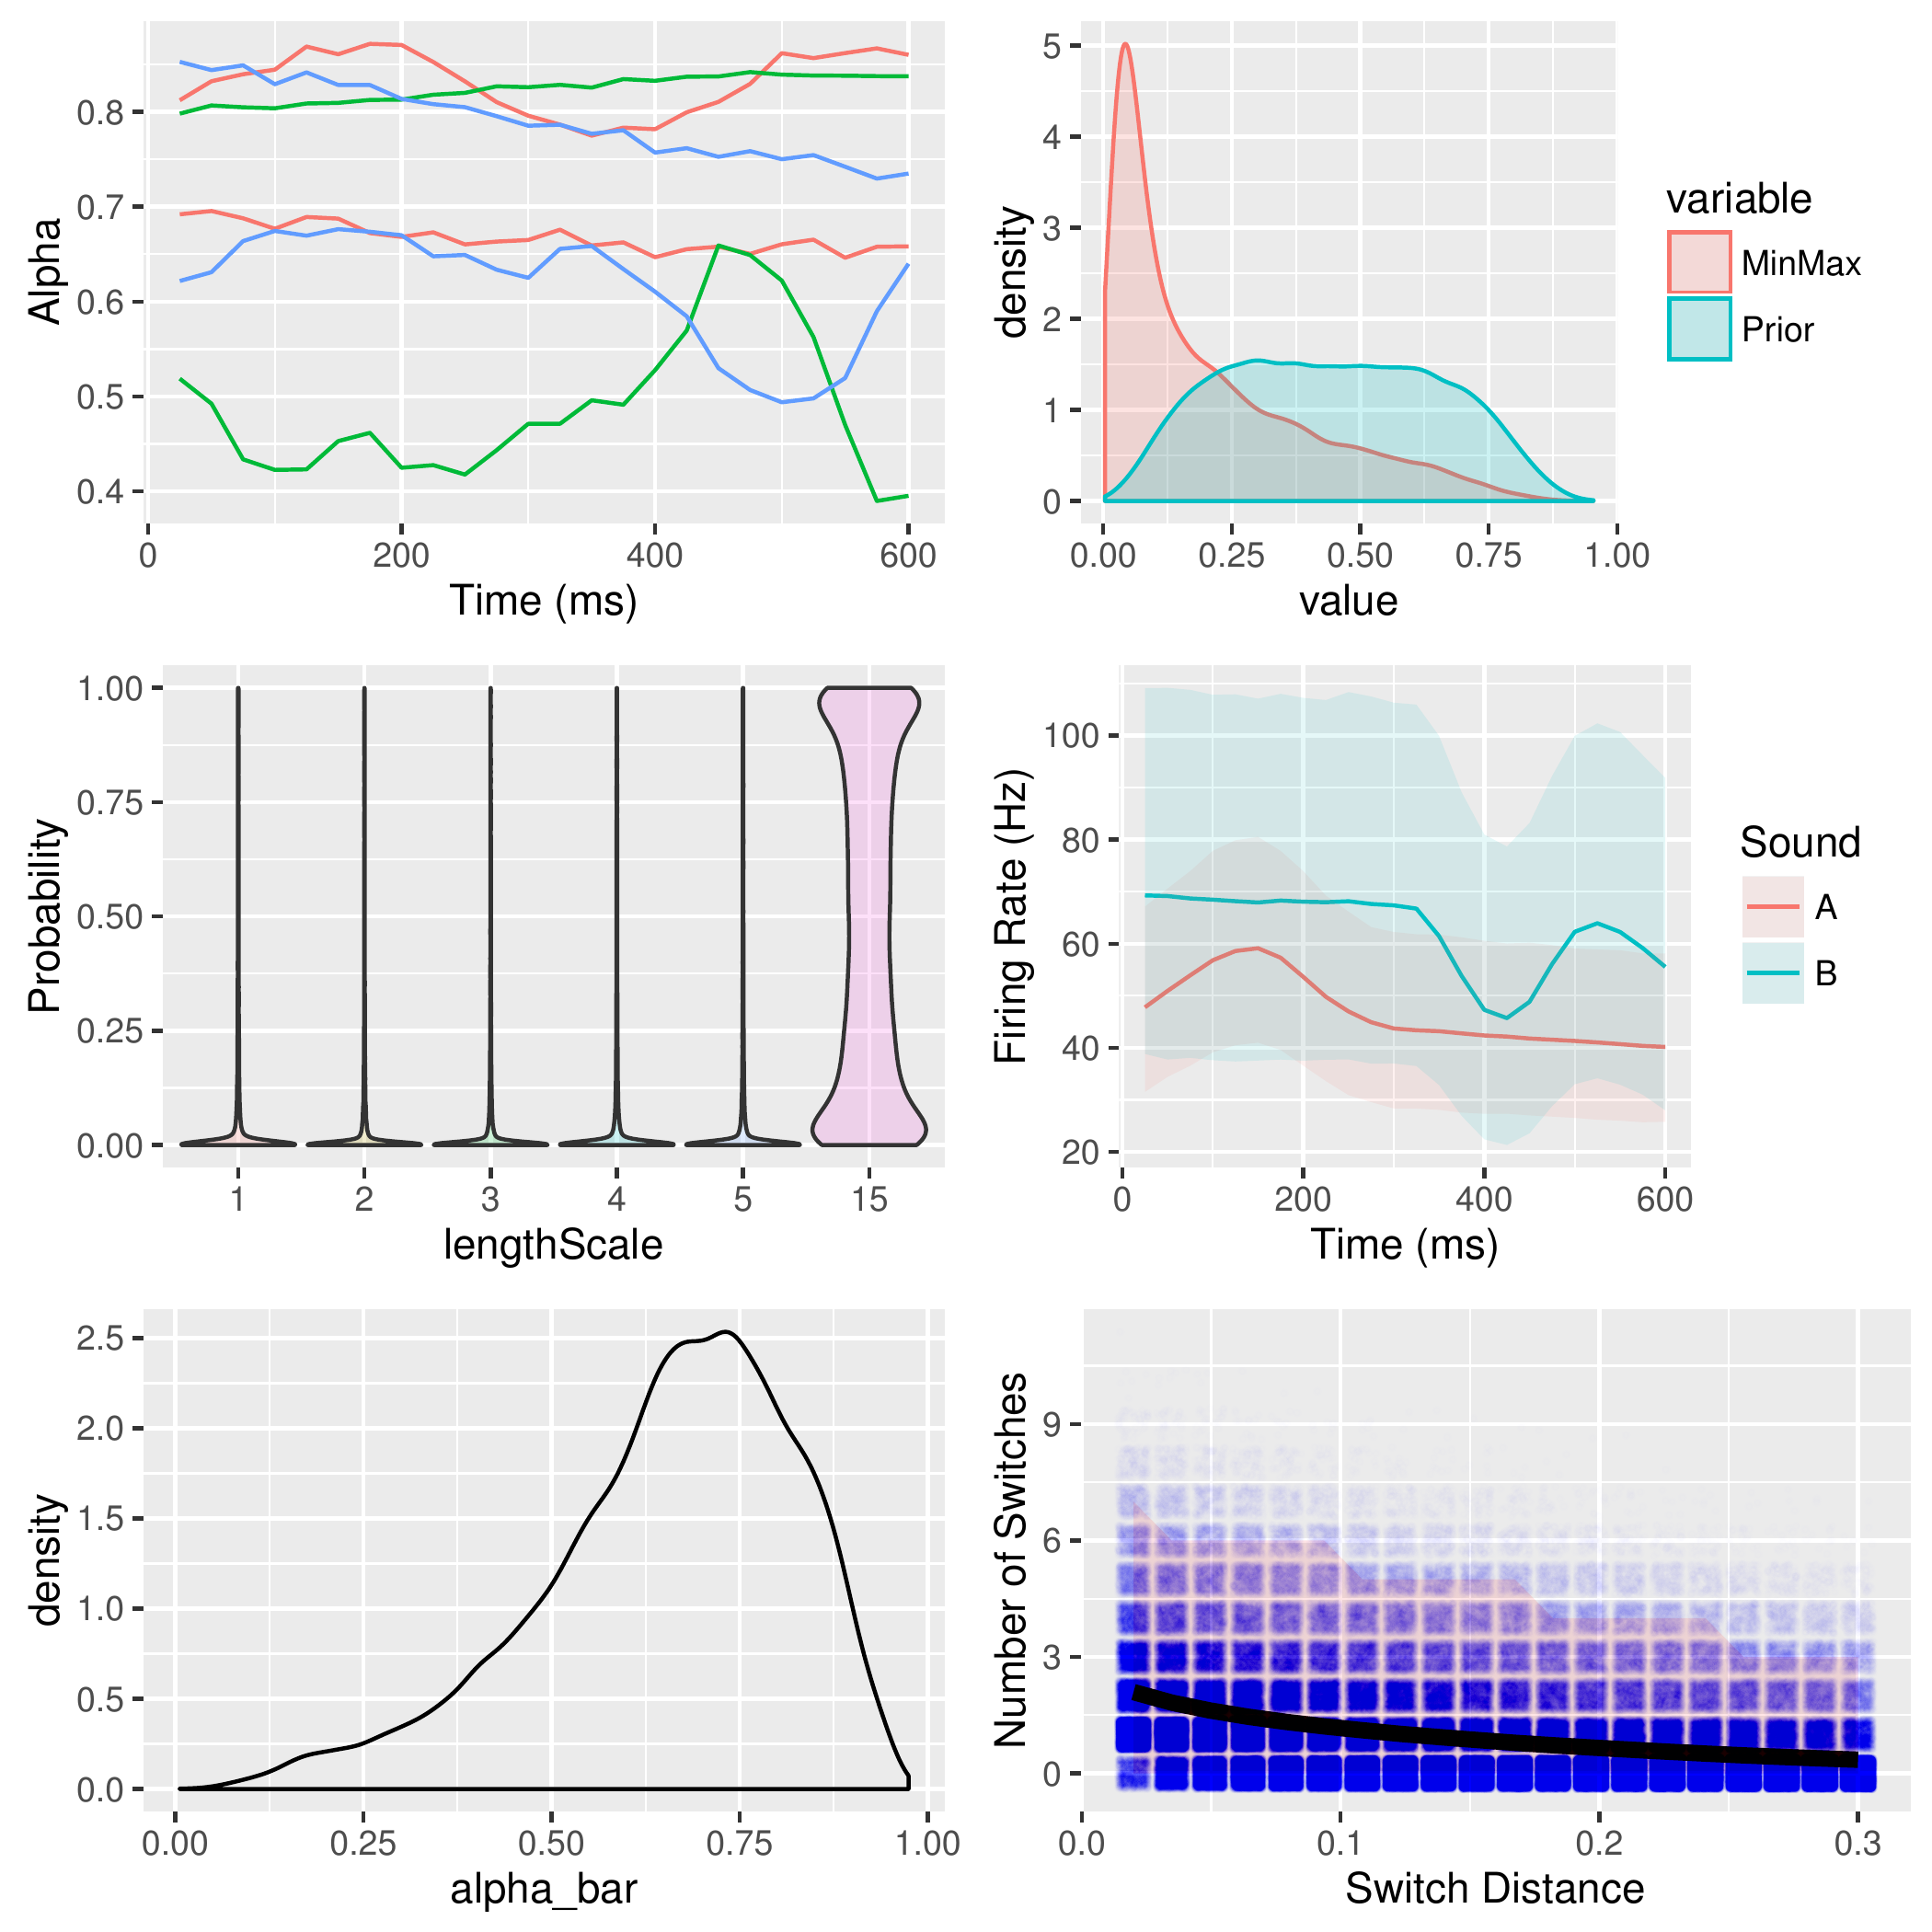 Alpha
0.8
0.7
0.6
0.5
0.4
0 200 400 600
Time (ms)
density
5
4
3
2
1
0
0.00 0.25 0.50 0.75 1.00
value
variable
MinMax
Prior
Probability
1.00
0.75
0.50
0.25
0.00
1 2 3 4 5 15
lengthScale
Firing Rate (Hz)
100
80
60
40
20
0 200 400 600
Time (ms)
Sound
A
B
density
2.5
2.0
1.5
1.0
0.5
0.0
0.00 0.25 0.50 0.75 1.00
alpha_bar
Number of Switches
9
6
3
0
0.0 0.1 0.2 0.3
Switch Distance